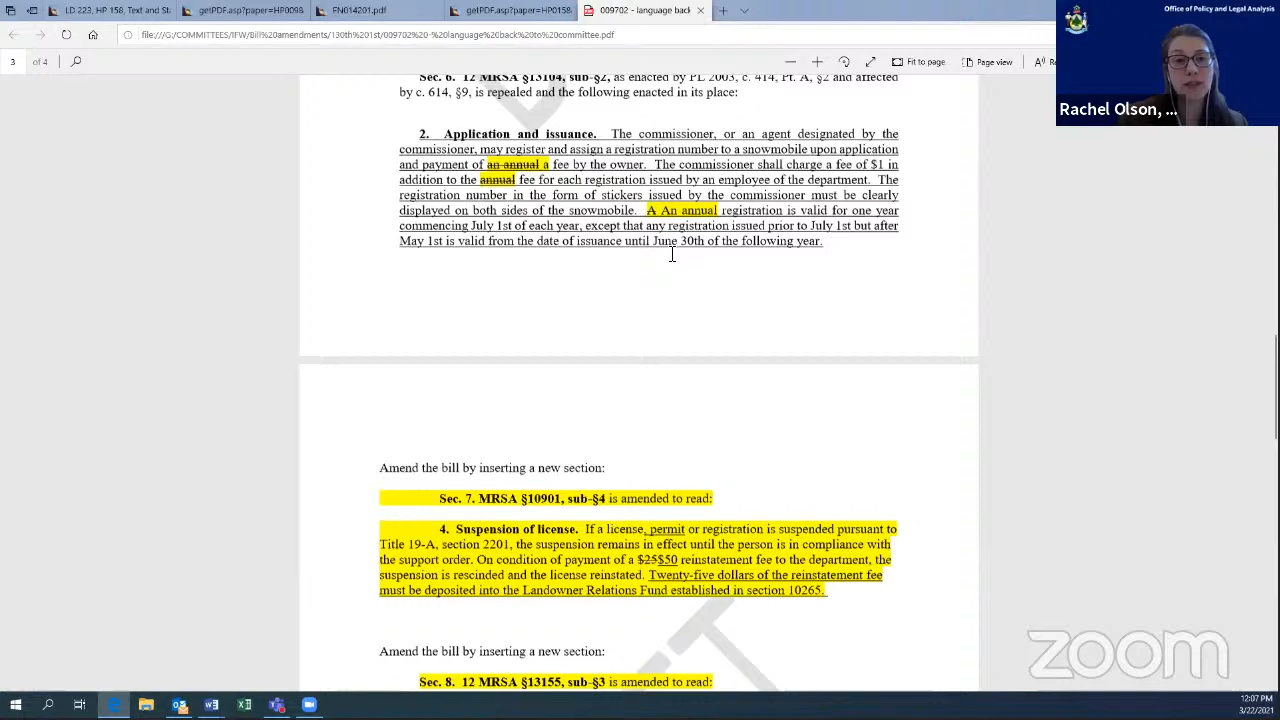 LD 223, HP 158, Text and St
getPDF.asp?paper=HP009
FN014201.pdf
getPDF.asp?paper=HP0158
009702 - language back
file:///G:/COMMITTEES/IFW/Bill%20amendments/130th%20 009702%20-%20language%20back%20to%20committee.pdf
3 of 4
Fit to page
Page view
Office of Policy and Legal Analysis
Rachel Olson, ...
Sec. 6. 12 MRSA §13104, sub-§2, as enacted by PL 2003, c. 414, Pt. A, §2 and affected
by c. 614, §9, is repealed and the following enacted in its place:
2. Application and issuance. The commissioner, or an agent designated by the
commissioner, may register and assign a registration number to a snowmobile upon application
and payment of an annual a fee by the owner. The commissioner shall charge a fee of $1 in
addition to the annual fee for each registration issued by an employee of the department. The
registration number in the form of stickers issued by the commissioner must be clearly
displayed on both sides of the snowmobile. A An annual registration is valid for one year
commencing July 1st of each year, except that any registration issued prior to July 1st but after
May 1st is valid from the date of issuance until June 30th of the following year.
Amend the bill by inserting a new section:
Sec. 7. MRSA §10901, sub-§4 is amended to read:
4. Suspension of license. If a license, permit or registration is suspended pursuant to
Title 19-A, section 2201, the suspension remains in effect until the person is in compliance with
the support order. On condition of payment of a $25$50 reinstatement fee to the department, the
suspension is rescinded and the license reinstated. Twenty-five dollars of the reinstatement fee
must be deposited into the Landowner Relations Fund established in section 10265.
Amend the bill by inserting a new section:
Sec. 8. 12 MRSA §13155, sub-§3 is amended to read:
zoom
12:07 PM
3/22/2021